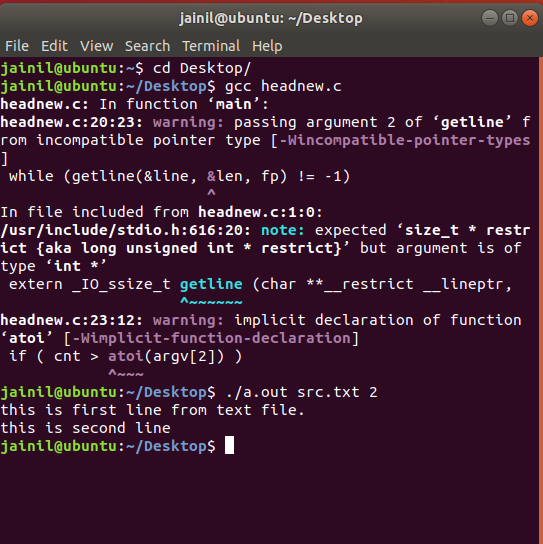 jainil@ubuntu: ~/Desktop
File Edit View Search Terminal Help
jainil@ubuntu:~$ cd Desktop/
jainil@ubuntu:~/Desktop$ gcc headnew.c
headnew.c: In function ‘main’:
headnew.c:20:23: warning: passing argument 2 of ‘getline’ f
rom incompatible pointer type [-Wincompatible-pointer-types
]
 while (getline(&line, &len, fp) != -1)
                       ^
In file included from headnew.c:1:0:
/usr/include/stdio.h:616:20: note: expected ‘size_t * restr
ict {aka long unsigned int * restrict}’ but argument is of
type ‘int *’
 extern _IO_ssize_t getline (char **__restrict __lineptr,
                    ^~~~~~~
headnew.c:23:12: warning: implicit declaration of function
‘atoi’ [-Wimplicit-function-declaration]
 if ( cnt > atoi(argv[2]) )
            ^~~~
jainil@ubuntu:~/Desktop$ ./a.out src.txt 2
this is first line from text file.
this is second line
jainil@ubuntu:~/Desktop$